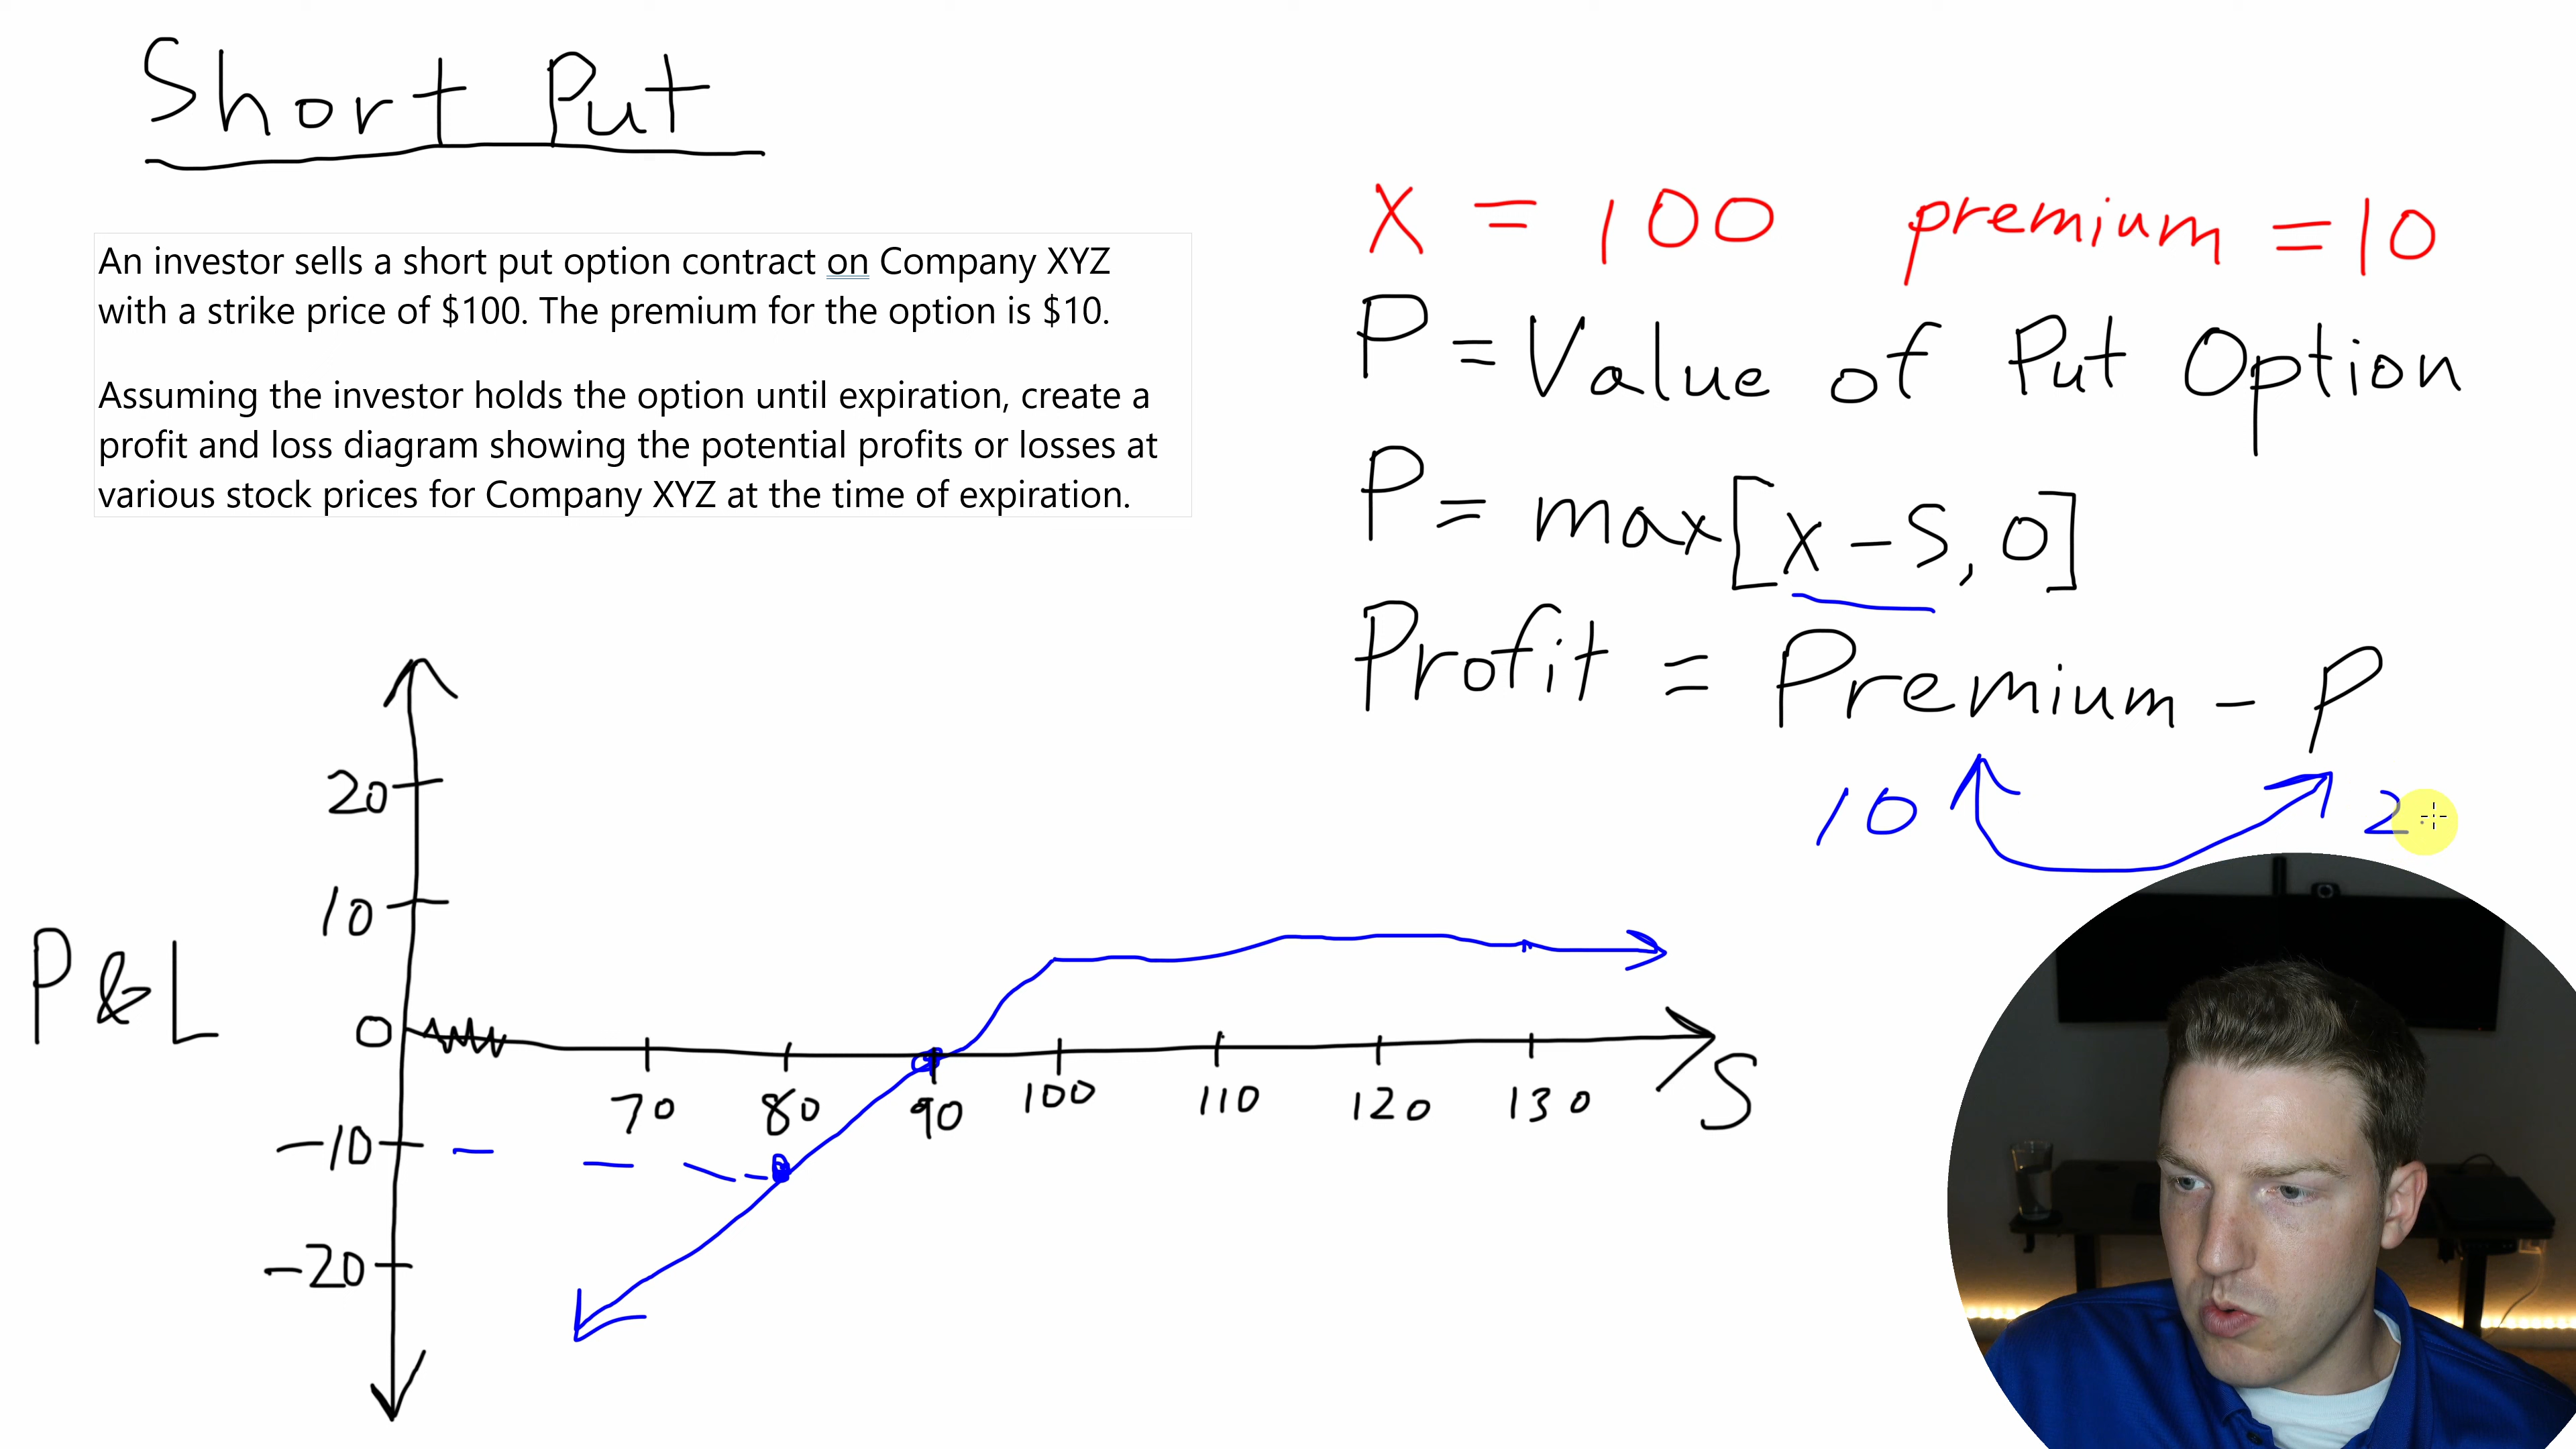 Short Put
An investor sells a short put option contract on Company XYZ
with a strike price of $100. The premium for the option is $10.
Assuming the investor holds the option until expiration, create a
profit and loss diagram showing the potential profits or losses at
various stock prices for Company XYZ at the time of expiration.
X = 100 premium = 10
P = Value of Put Option
P = max[X - S, 0]
Profit = Premium - P
10 2
20
10
P&L
0
70 80 90 100 110 120 130 S
-10
-20